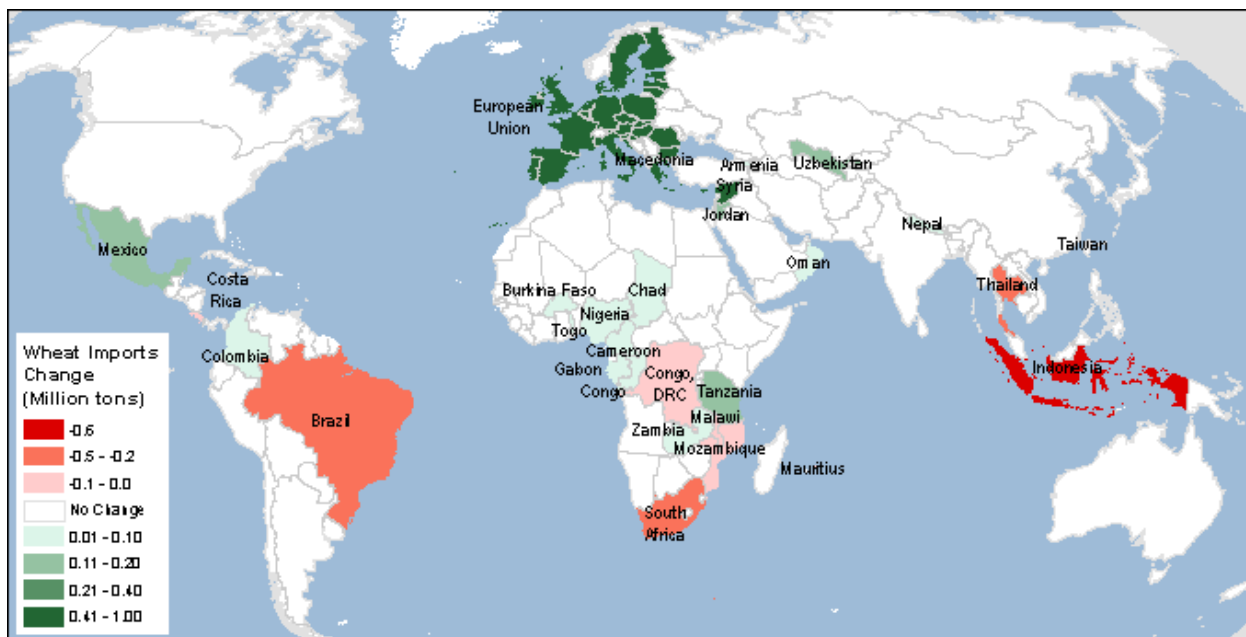 European
Union
Macedonia
Armenia
Uzbekistan
Syria
Jordan
Nepal
Taiwan
Mexico
Oman
Costa
Rica
Burkina Faso
Chad
Thailand
Nigeria
Togo
Colombia
Cameroon
Gabon
Congo,
DRC
Congo
Tanzania
Indonesia
Brazil
Malawi
Zambia
Mozambique
Mauritius
South
Africa
Wheat Imports
Change
(Million tons)
-0.6
-0.5 - -0.2
-0.1 - 0.0
No Change
0.01 - 0.10
0.11 - 0.20
0.21 - 0.40
0.41 - 1.00